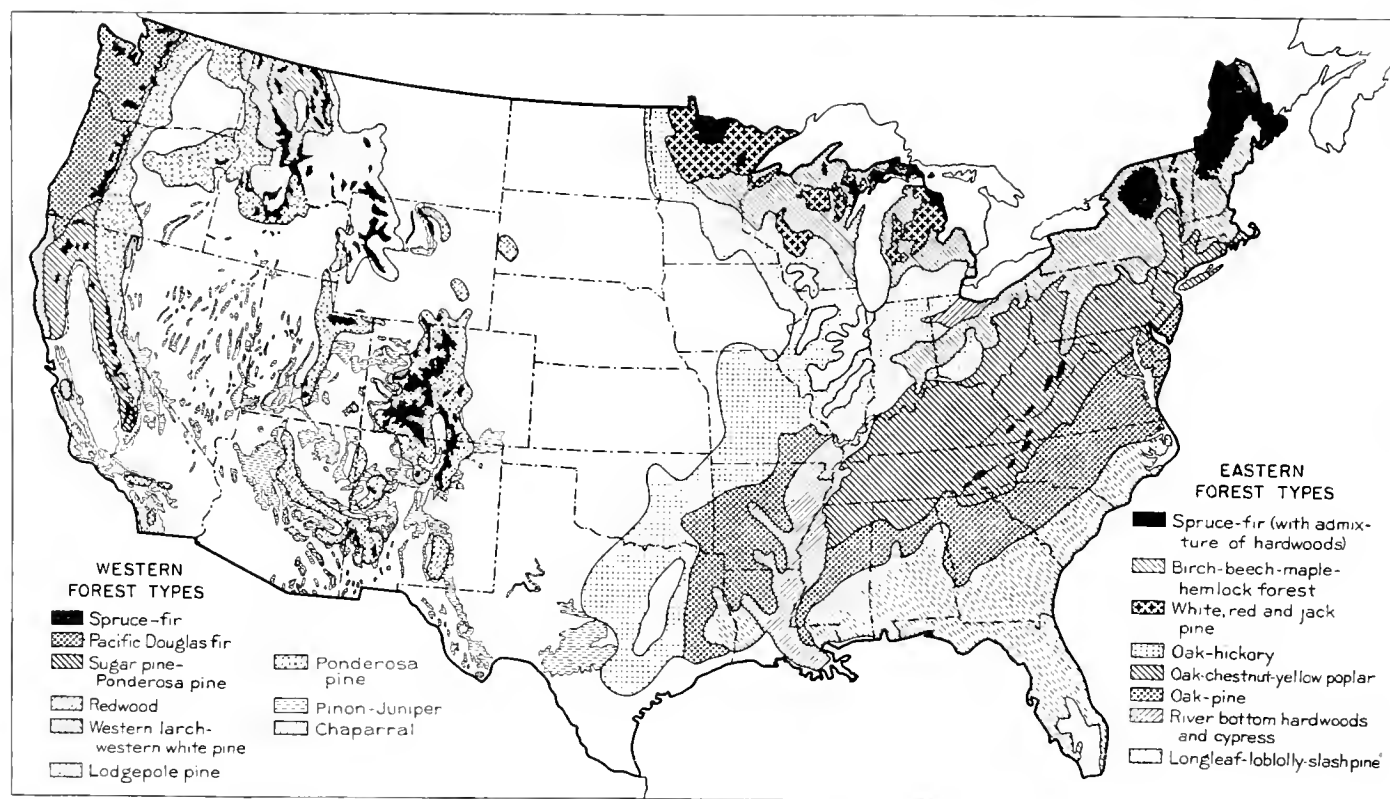 WESTERN
FOREST TYPES
Spruce-fir
Pacific Douglas fir
Sugar pine-
Ponderosa pine
Redwood
Western larch-
western white pine
Lodgepole pine
Ponderosa
pine
Pinon-Juniper
Chaparral
EASTERN
FOREST TYPES
Spruce-fir (with admix-
ture of hardwoods)
Birch-beech-maple-
hemlock forest
White, red and jack
pine
Oak-hickory
Oak-chestnut-yellow poplar
Oak-pine
River bottom hardwoods
and cypress
Longleaf-loblolly-slash pine